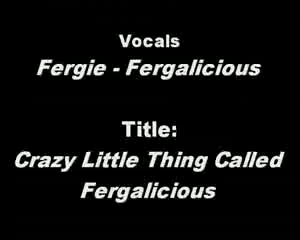 Vocals
Fergie - Fergalicious
Title:
Crazy Little Thing Called
Fergalicious